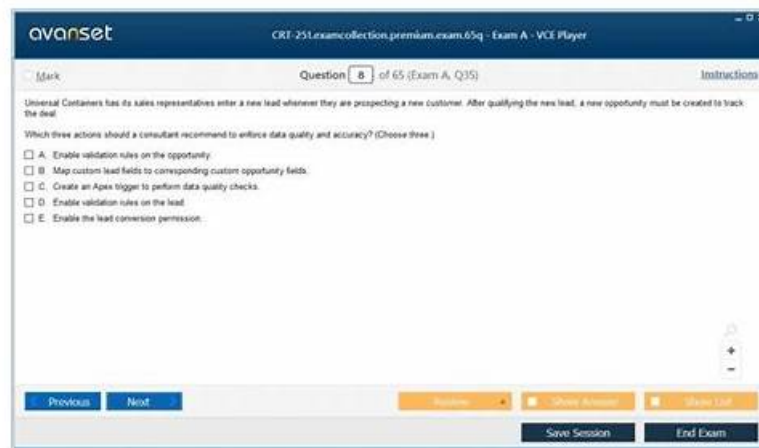 avanset
CRT-251.examcollection.premium.exam.65q - Exam A - VCE Player
Mark
Question 8 of 65 (Exam A, Q35)
Instructions
Universal Containers has its sales representatives enter a new lead whenever they are prospecting a new customer. After qualifying the new lead, a new opportunity must be created to track
the deal.
Which three actions should a consultant recommend to enforce data quality and accuracy? (Choose three.)
A. Enable validation rules on the opportunity.
B. Map custom lead fields to corresponding custom opportunity fields.
C. Create an Apex trigger to perform data quality checks.
D. Enable validation rules on the lead.
E. Enable the lead conversion permission.
Previous
Next
Review
Show Answer
Show List
Save Session
End Exam